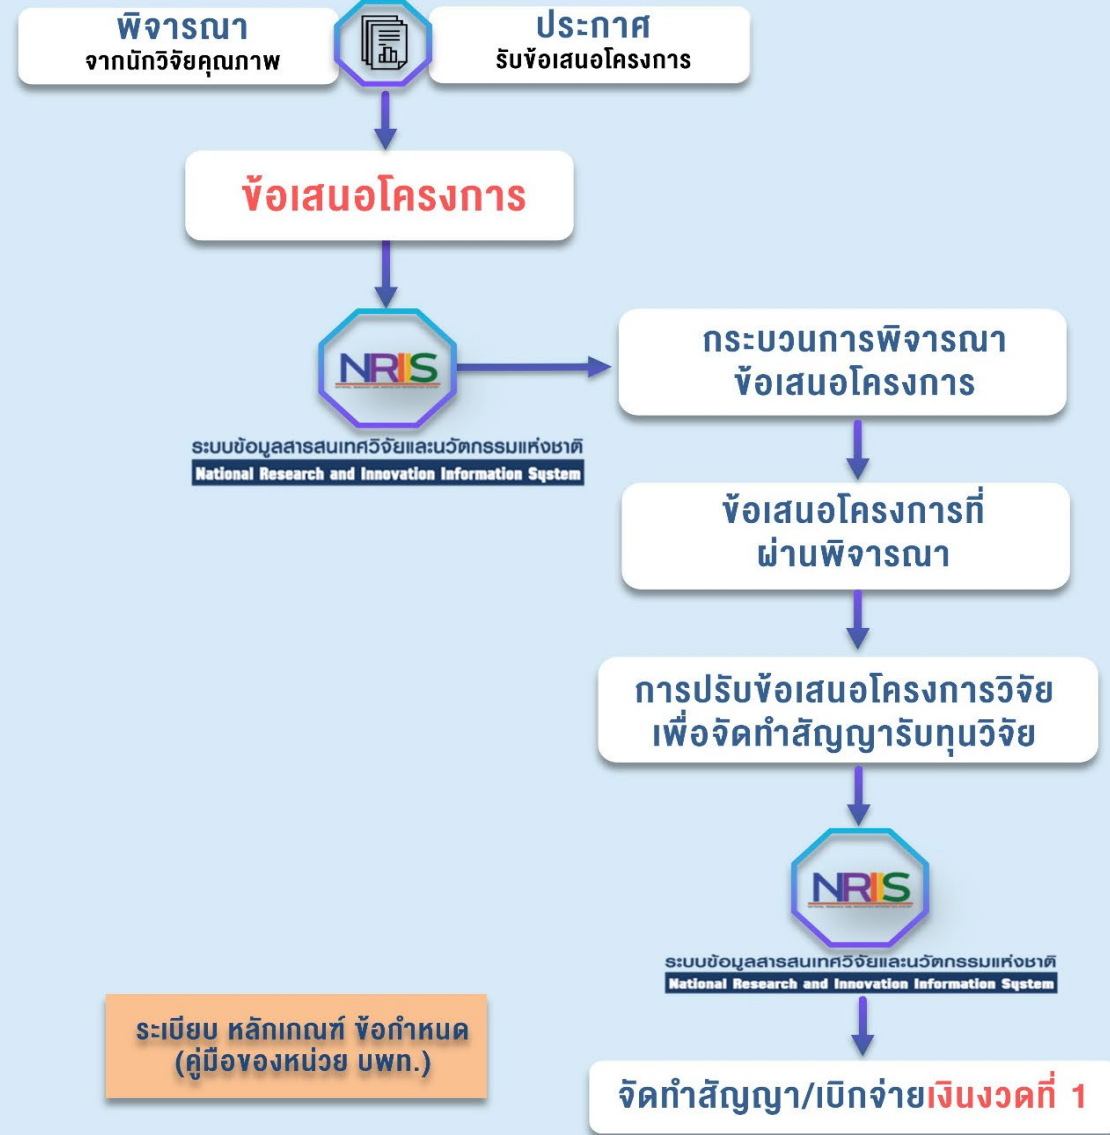 พิจารณา
จากนักวิจัยคุณภาพ
ประกาศ
รับข้อเสนอโครงการ
ข้อเสนอโครงการ
NRIIS
ระบบข้อมูลสารสนเทศวิจัยและนวัตกรรมแห่งชาติ
National Research and Innovation Information System
กระบวนการพิจารณา
ข้อเสนอโครงการ
ข้อเสนอโครงการที่
ผ่านพิจารณา
การปรับข้อเสนอโครงการวิจัย
เพื่อจัดทำสัญญารับทุนวิจัย
NRIIS
ระบบข้อมูลสารสนเทศวิจัยและนวัตกรรมแห่งชาติ
National Research and Innovation Information System
ระเบียบ หลักเกณฑ์ ข้อกำหนด
(คู่มือของหน่วย บพท.)
จัดทำสัญญา/เบิกจ่ายเงินงวดที่ 1